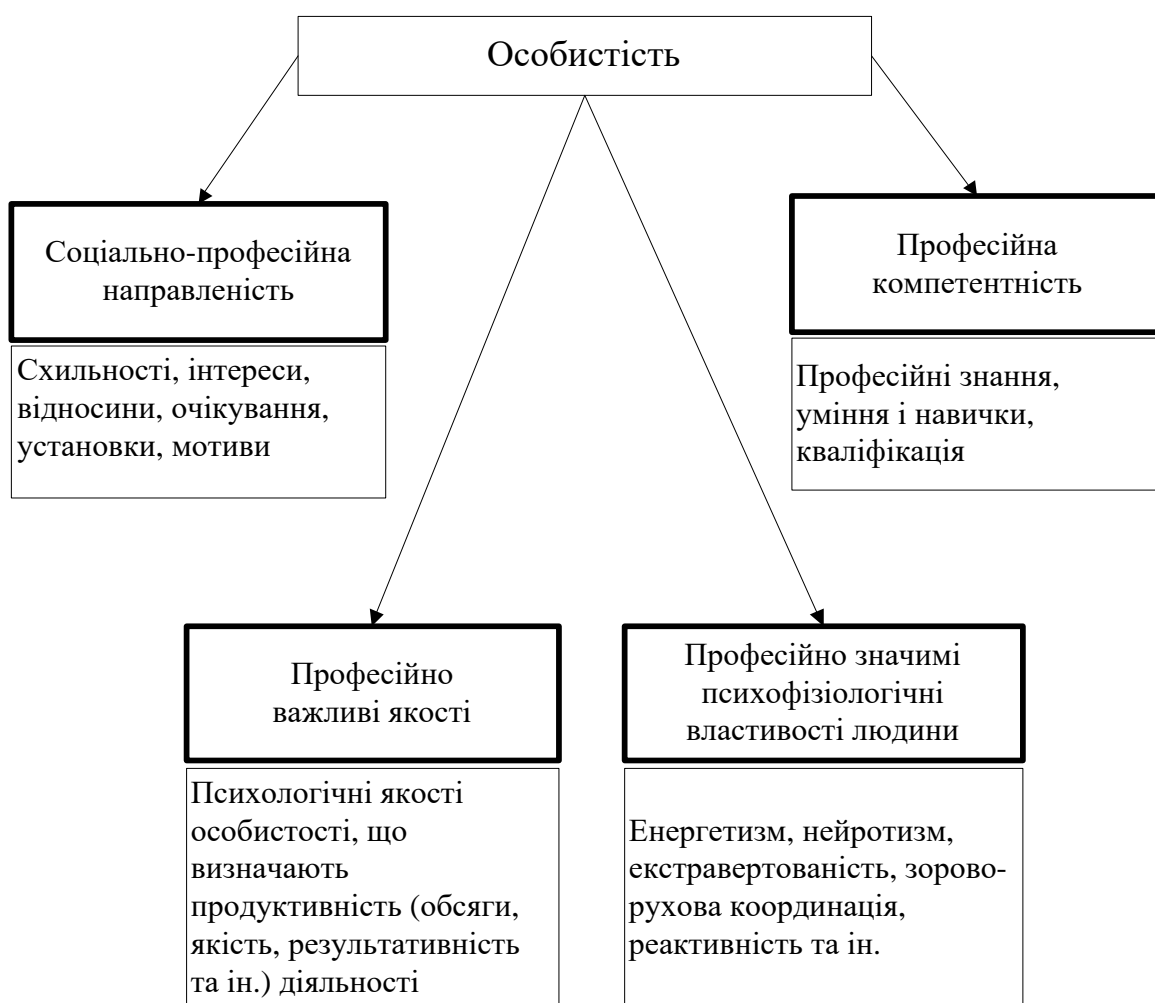 Особистість
Соціально-професійна
направленість
Схильності, інтереси,
відносини, очікування,
установки, мотиви
Професійна
компетентність
Професійні знання,
уміння і навички,
кваліфікація
Професійно
важливі якості
Психологічні якості
особистості, що
визначають
продуктивність (обсяги,
якість, результативність
та ін.) діяльності
Професійно значимі
психофізіологічні
властивості людини
Енергетизм, нейротизм,
екстравертованість, зорово-
рухова координація,
реактивність та ін.